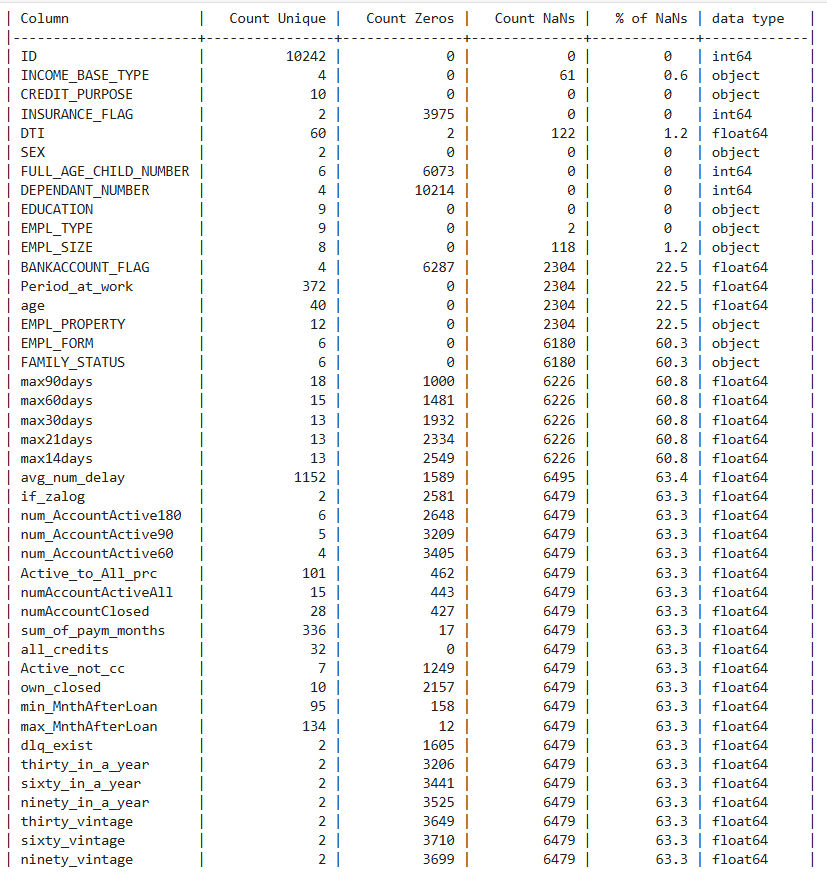 | Column | Count Unique | Count Zeros | Count NaNs | % of NaNs | data type |
|-----------------------+----------------+---------------+--------------+-------------+-------------|
| ID | 10242 | 0 | 0 | 0 | int64 |
| INCOME_BASE_TYPE | 4 | 0 | 61 | 0.6 | object |
| CREDIT_PURPOSE | 10 | 0 | 0 | 0 | object |
| INSURANCE_FLAG | 2 | 3975 | 0 | 0 | int64 |
| DTI | 60 | 2 | 122 | 1.2 | float64 |
| SEX | 2 | 0 | 0 | 0 | object |
| FULL_AGE_CHILD_NUMBER | 6 | 6073 | 0 | 0 | int64 |
| DEPENDANT_NUMBER | 4 | 10214 | 0 | 0 | int64 |
| EDUCATION | 9 | 0 | 0 | 0 | object |
| EMPL_TYPE | 9 | 0 | 2 | 0 | object |
| EMPL_SIZE | 8 | 0 | 118 | 1.2 | object |
| BANKACCOUNT_FLAG | 4 | 6287 | 2304 | 22.5 | float64 |
| Period_at_work | 372 | 0 | 2304 | 22.5 | float64 |
| age | 40 | 0 | 2304 | 22.5 | float64 |
| EMPL_PROPERTY | 12 | 0 | 2304 | 22.5 | object |
| EMPL_FORM | 6 | 0 | 6180 | 60.3 | object |
| FAMILY_STATUS | 6 | 0 | 6180 | 60.3 | object |
| max90days | 18 | 1000 | 6226 | 60.8 | float64 |
| max60days | 15 | 1481 | 6226 | 60.8 | float64 |
| max30days | 13 | 1932 | 6226 | 60.8 | float64 |
| max21days | 13 | 2334 | 6226 | 60.8 | float64 |
| max14days | 13 | 2549 | 6226 | 60.8 | float64 |
| avg_num_delay | 1152 | 1589 | 6495 | 63.4 | float64 |
| if_zalog | 2 | 2581 | 6479 | 63.3 | float64 |
| num_AccountActive180 | 6 | 2648 | 6479 | 63.3 | float64 |
| num_AccountActive90 | 5 | 3209 | 6479 | 63.3 | float64 |
| num_AccountActive60 | 4 | 3405 | 6479 | 63.3 | float64 |
| Active_to_All_prc | 101 | 462 | 6479 | 63.3 | float64 |
| numAccountActiveAll | 15 | 443 | 6479 | 63.3 | float64 |
| numAccountClosed | 28 | 427 | 6479 | 63.3 | float64 |
| sum_of_paym_months | 336 | 17 | 6479 | 63.3 | float64 |
| all_credits | 32 | 0 | 6479 | 63.3 | float64 |
| Active_not_cc | 7 | 1249 | 6479 | 63.3 | float64 |
| own_closed | 10 | 2157 | 6479 | 63.3 | float64 |
| min_MnthAfterLoan | 95 | 158 | 6479 | 63.3 | float64 |
| max_MnthAfterLoan | 134 | 12 | 6479 | 63.3 | float64 |
| dlq_exist | 2 | 1605 | 6479 | 63.3 | float64 |
| thirty_in_a_year | 2 | 3206 | 6479 | 63.3 | float64 |
| sixty_in_a_year | 2 | 3441 | 6479 | 63.3 | float64 |
| ninety_in_a_year | 2 | 3525 | 6479 | 63.3 | float64 |
| thirty_vintage | 2 | 3649 | 6479 | 63.3 | float64 |
| sixty_vintage | 2 | 3710 | 6479 | 63.3 | float64 |
| ninety_vintage | 2 | 3699 | 6479 | 63.3 | float64 |